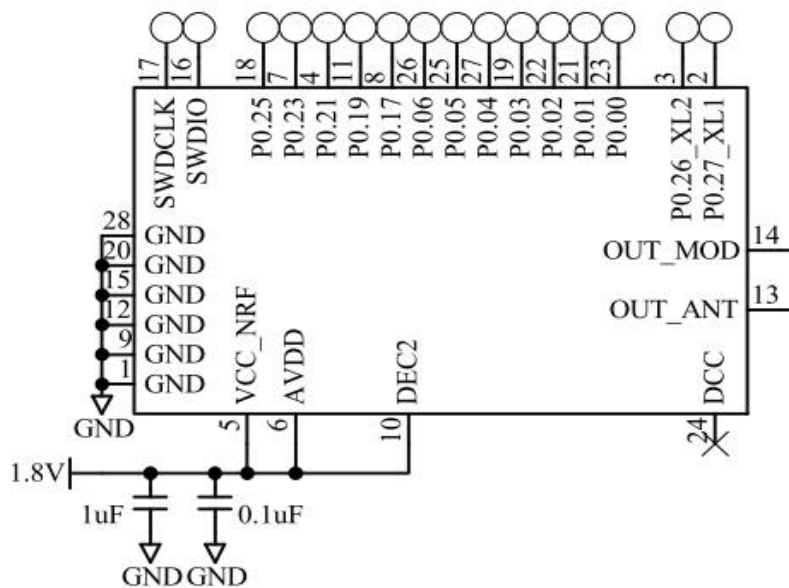 17 16 18 7 4 11 8 26 25 27 19 22 21 23 3 2
SWDCLK SWDIO P0.25 P0.23 P0.21 P0.19 P0.17 P0.06 P0.05 P0.04 P0.03 P0.02 P0.01 P0.00 P0.26_XL2 P0.27_XL1
28 GND
20 GND
15 GND
12 GND
9 GND
1 GND
GND
OUT_MOD 14
OUT_ANT 13
VCC_NRF AVDD DEC2 DCC
5 6 10 24
1.8V
1uF 0.1uF
GND GND